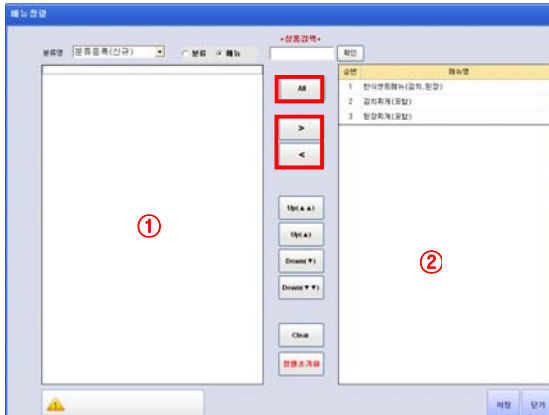 메뉴정렬
*상품검색*
분류명 분류등록(신규) 분류 메뉴 확인
순번 메뉴명
1 한식셋트메뉴(김치,된장)
2 김치찌개(포탈)
3 된장찌개(포탈)
All
>
<
①
②
Up(▲▲)
Up(▲)
Down(▼)
Down(▼▼)
Clear
정렬초기화
저장 닫기